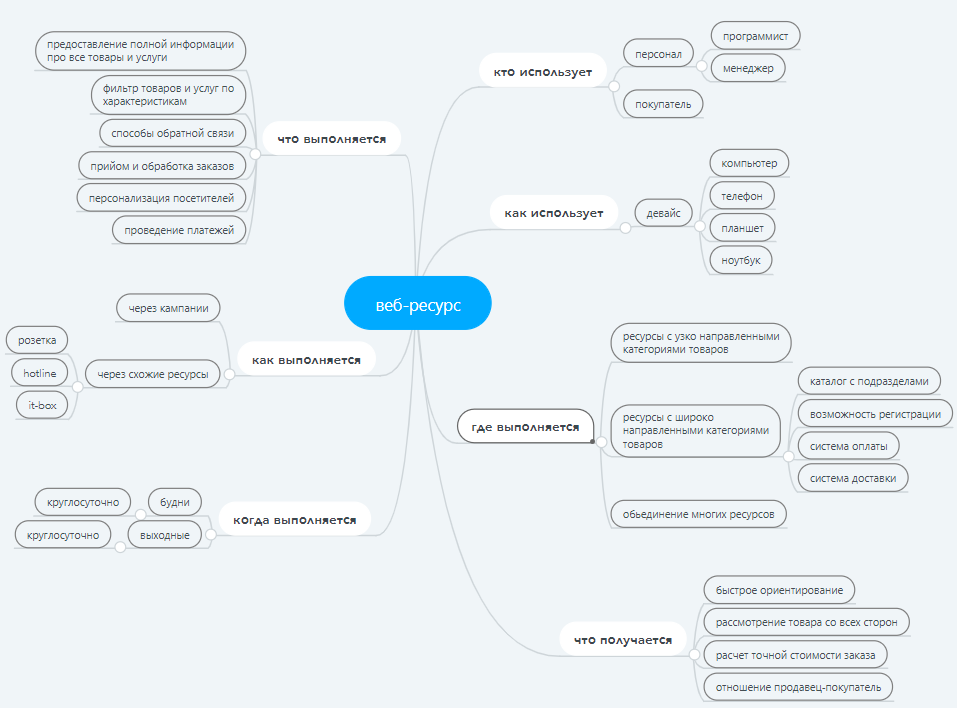 веб-ресурс
кто использует
персонал
программист
менеджер
покупатель
как использует
девайс
компьютер
телефон
планшет
ноутбук
где выполняется
ресурсы с узко направленными
категориями товаров
ресурсы с широко
направленными категориями
товаров
каталог с подразделами
возможность регистрации
система оплаты
система доставки
обьединение многих ресурсов
что получается
быстрое ориентирование
рассмотрение товара со всех сторон
расчет точной стоимости заказа
отношение продавец-покупатель
что выполняется
предоставление полной информации
про все товары и услуги
фильтр товаров и услуг по
характеристикам
способы обратной связи
прийом и обработка заказов
персонализация посетителей
проведение платежей
как выполняется
через кампании
через схожие ресурсы
розетка
hotline
it-box
когда выполняется
будни
круглосуточно
выходные
круглосуточно